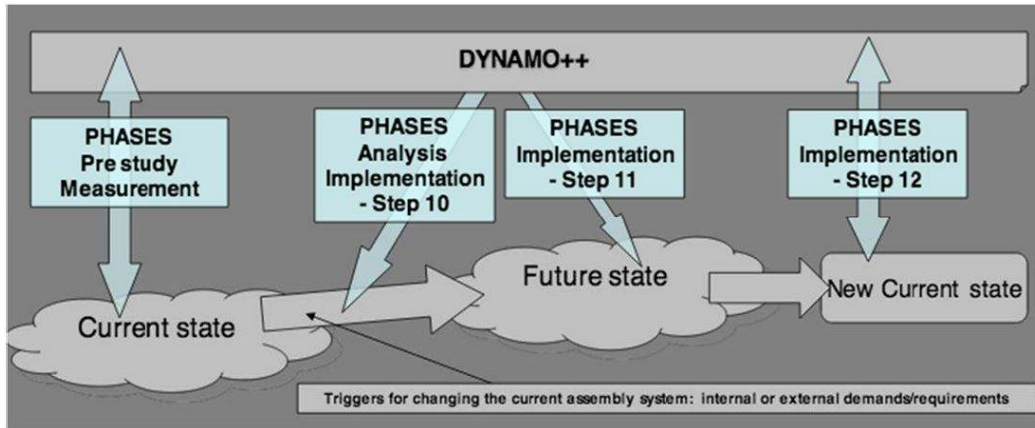 DYNAMO++
PHASES
Pre study
Measurement
PHASES
Analysis
Implementation
- Step 10
PHASES
Implementation
- Step 11
PHASES
Implementation
- Step 12
Current state
Future state
New Current state
Triggers for changing the current assembly system: internal or external demands/requirements